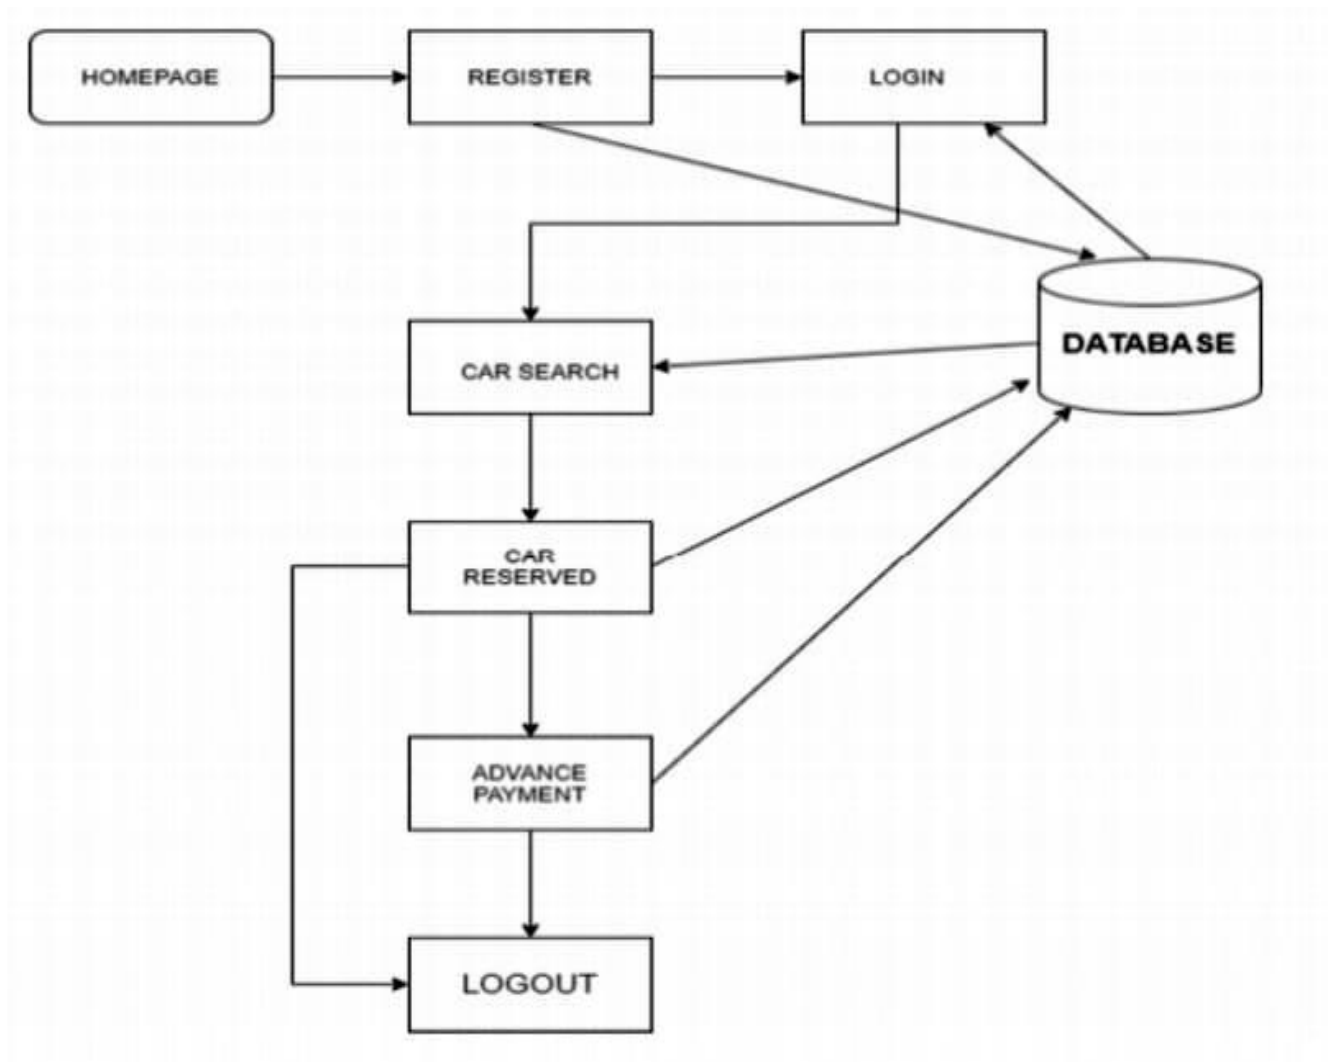 HOMEPAGE
REGISTER
LOGIN
DATABASE
CAR SEARCH
CAR
RESERVED
ADVANCE
PAYMENT
LOGOUT